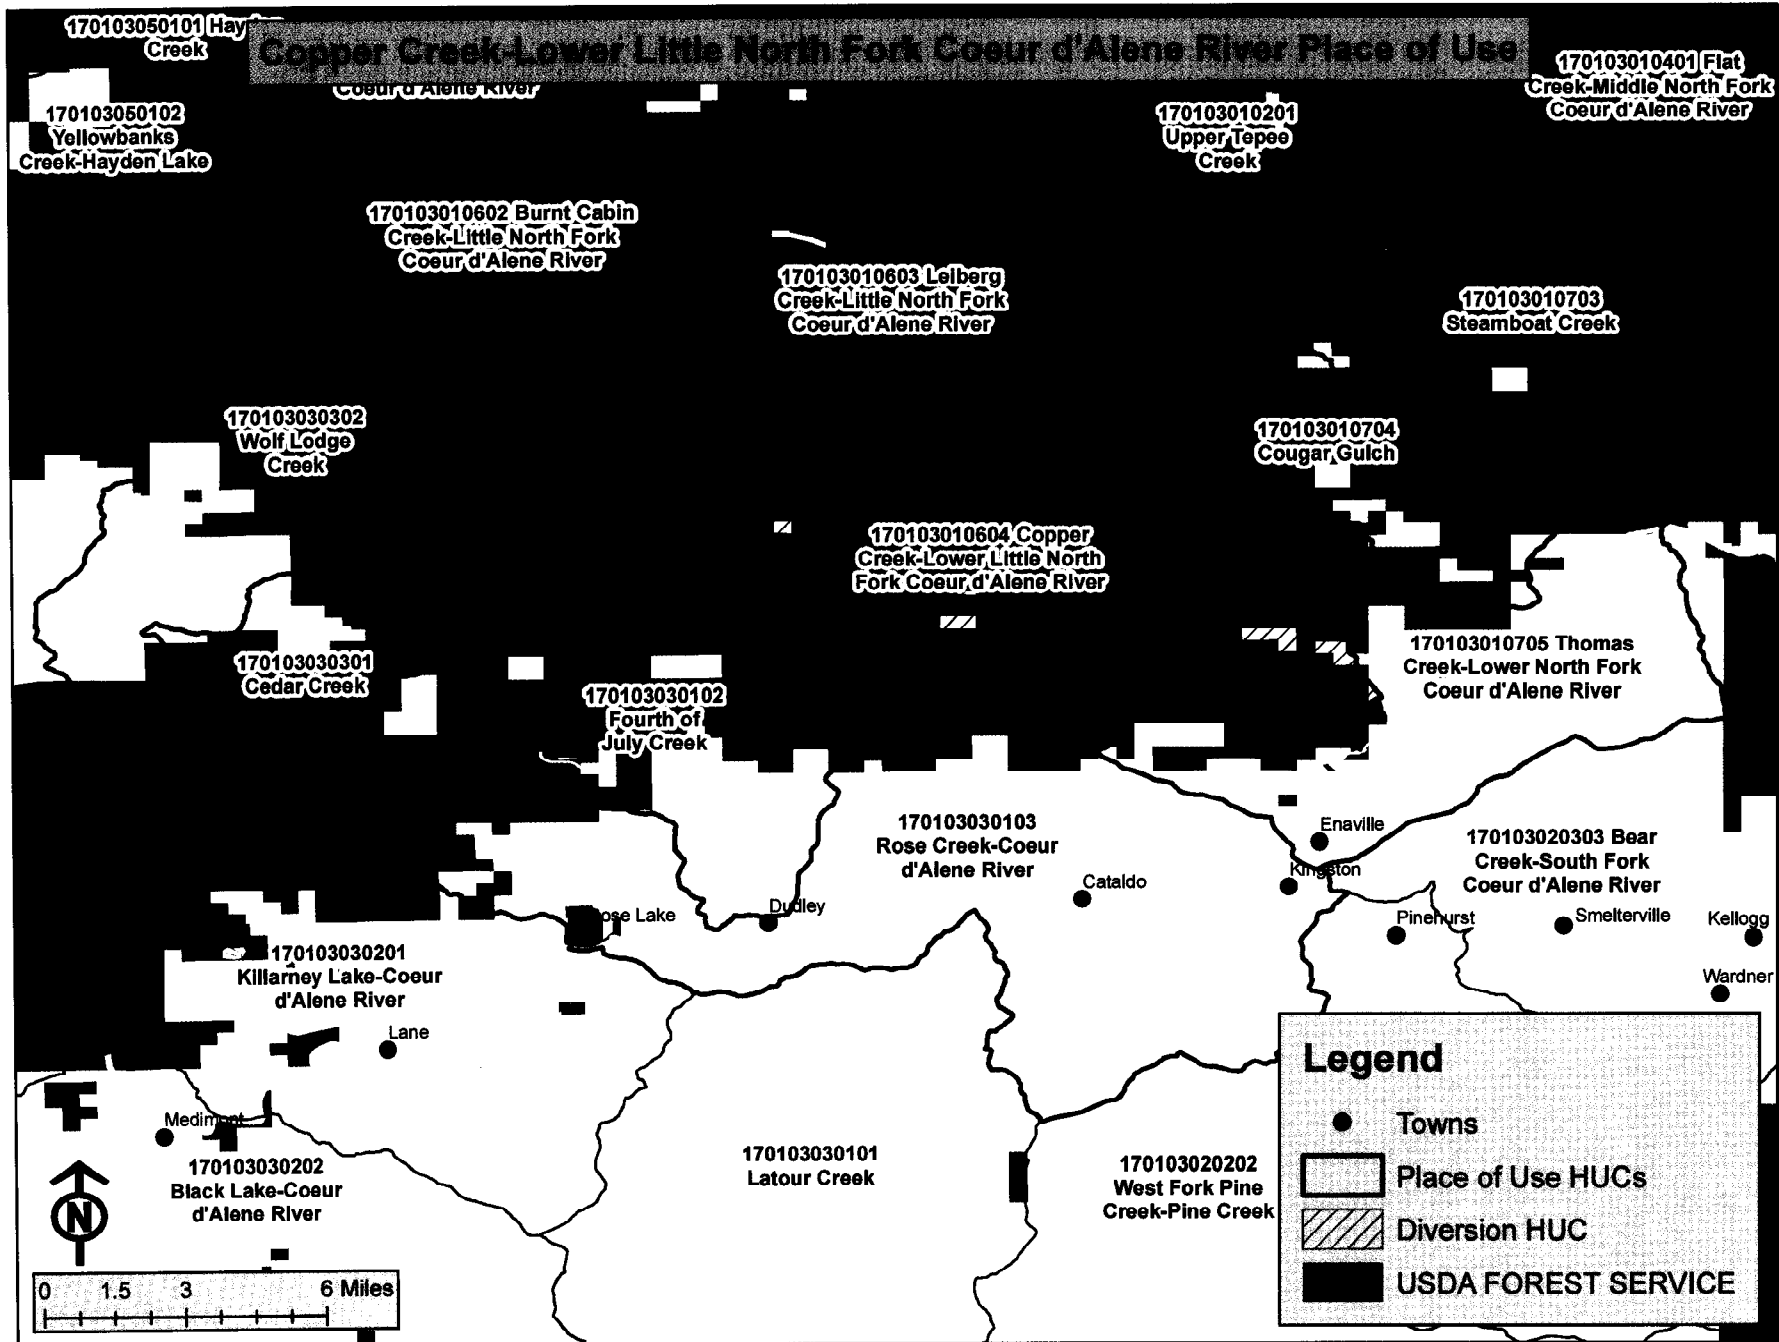 170103050101 Hay
Creek
Copper Creek-Lower Little North Fork Coeur d'Alene River Place of Use
170103010401 Flat
Creek-Middle North Fork
Coeur d'Alene River
Coeur d'Alene River
170103050102
Yellowbanks
Creek-Hayden Lake
170103010201
Upper Tepee
Creek
170103010602 Burnt Cabin
Creek-Little North Fork
Coeur d'Alene River
170103010603 Leiberg
Creek-Little North Fork
Coeur d'Alene River
170103010703
Steamboat Creek
170103030302
Wolf Lodge
Creek
170103010704
Cougar Gulch
170103010604 Copper
Creek-Lower Little North
Fork Coeur d'Alene River
170103030301
Cedar Creek
170103010705 Thomas
Creek-Lower North Fork
Coeur d'Alene River
170103030102
Fourth of
July Creek
170103030103
Rose Creek-Coeur
d'Alene River
Enaville
170103020303 Bear
Creek-South Fork
Coeur d'Alene River
Kingston
Cataldo
ose Lake
Dudley
Pinehurst
Smelterville
Kellogg
170103030201
Killarney Lake-Coeur
d'Alene River
Wardner
Lane
Medimont
170103030202
Black Lake-Coeur
d'Alene River
170103030101
Latour Creek
170103020202
West Fork Pine
Creek-Pine Creek
N
0 1.5 3 6 Miles
Legend
Towns
Place of Use HUCs
Diversion HUC
USDA FOREST SERVICE